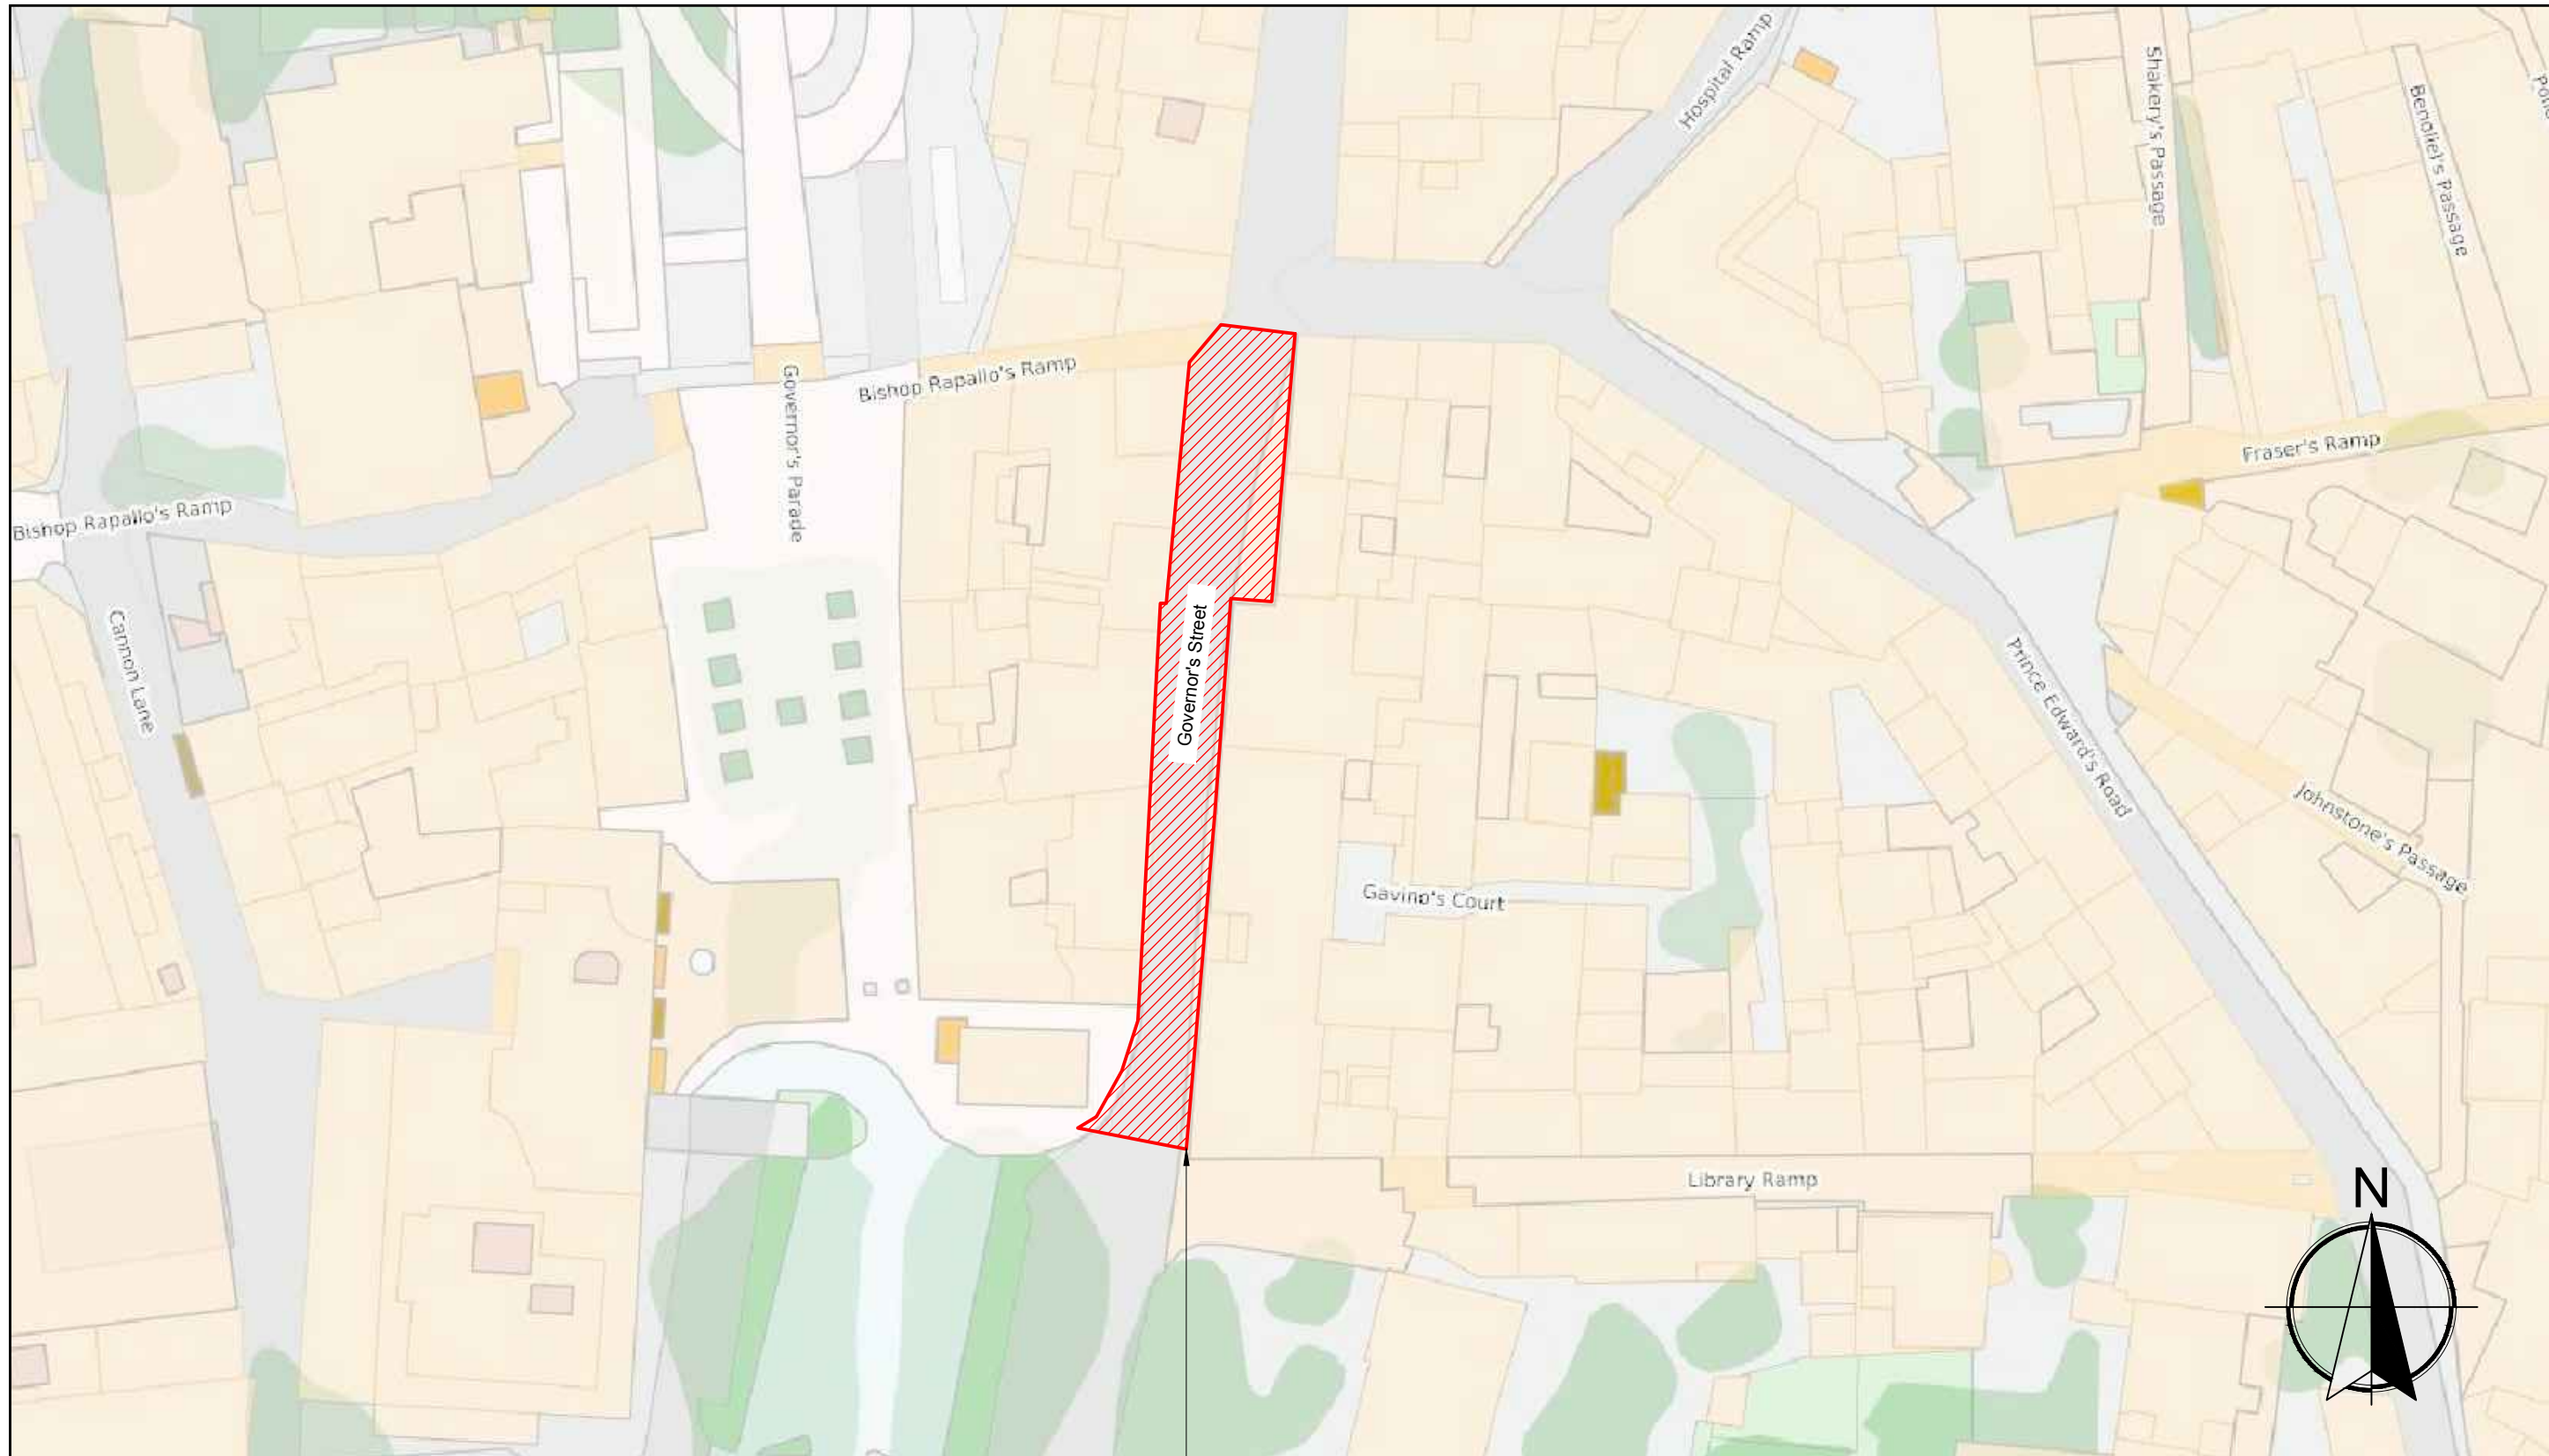 Hospital Ramp
Shakery's Passage
Benoliel's Passage
Governor's Parade
Bishop Rapallo's Ramp
Fraser's Ramp
Bishop Rapallo's Ramp
Cannon Lane
Governor's Street
Prince Edward's Road
Johnstone's Passage
Gavino's Court
Library Ramp
N